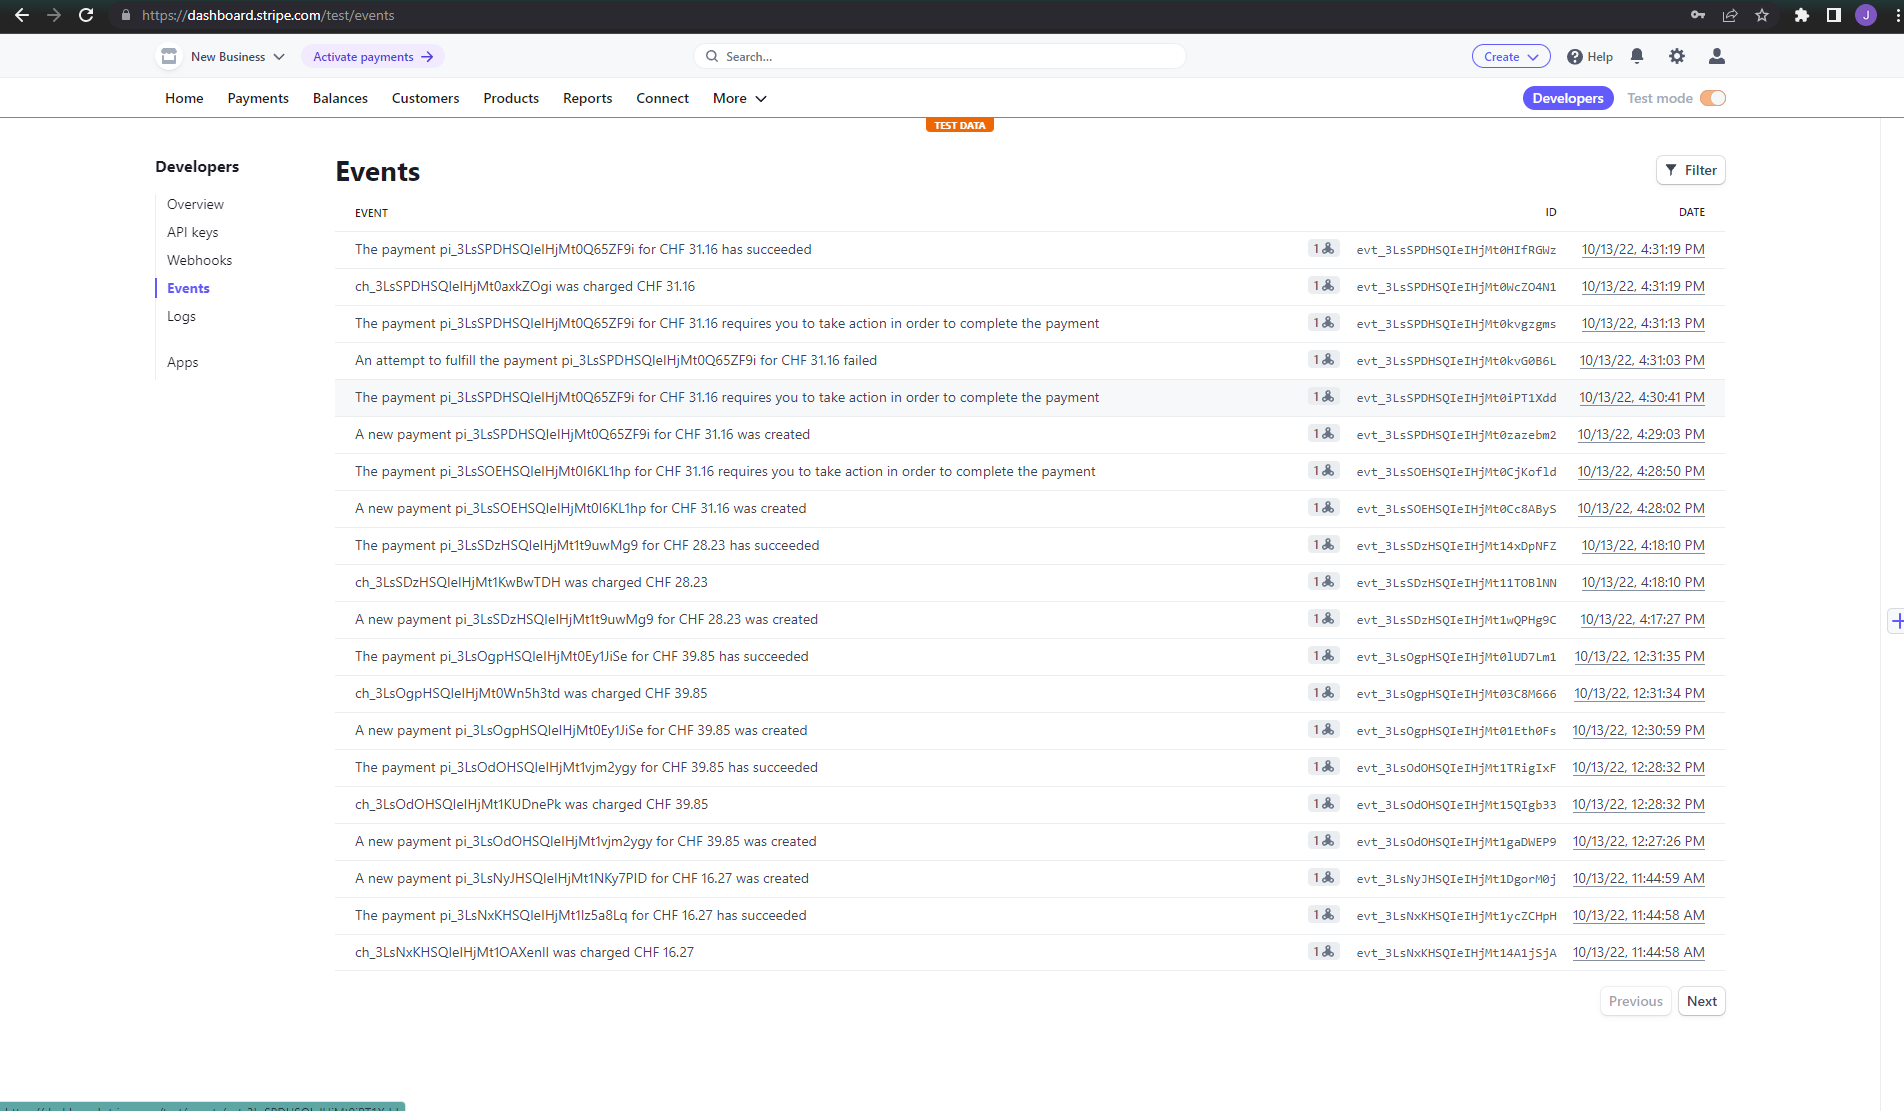 https://dashboard.stripe.com/test/events
J
New Business
Activate payments
Search...
Create
Help
Home Payments Balances Customers Products Reports Connect More
Developers
Test mode
TEST DATA
Developers
Overview
API keys
Webhooks
Events
Logs
Apps
Events
Filter
EVENT ID DATE
The payment pi_3LsSPDHSQIeIHjMt0Q65ZF9i for CHF 31.16 has succeeded 1 evt_3LsSPDHSQIeIHjMt0HIfRGWz 10/13/22, 4:31:19 PM
ch_3LsSPDHSQIeIHjMt0axkZOgi was charged CHF 31.16 1 evt_3LsSPDHSQIeIHjMt0WcZO4N1 10/13/22, 4:31:19 PM
The payment pi_3LsSPDHSQIeIHjMt0Q65ZF9i for CHF 31.16 requires you to take action in order to complete the payment 1 evt_3LsSPDHSQIeIHjMt0kvgzgms 10/13/22, 4:31:13 PM
An attempt to fulfill the payment pi_3LsSPDHSQIeIHjMt0Q65ZF9i for CHF 31.16 failed 1 evt_3LsSPDHSQIeIHjMt0kvG0B6L 10/13/22, 4:31:03 PM
The payment pi_3LsSPDHSQIeIHjMt0Q65ZF9i for CHF 31.16 requires you to take action in order to complete the payment 1 evt_3LsSPDHSQIeIHjMt0iPT1Xdd 10/13/22, 4:30:41 PM
A new payment pi_3LsSPDHSQIeIHjMt0Q65ZF9i for CHF 31.16 was created 1 evt_3LsSPDHSQIeIHjMt0zazebm2 10/13/22, 4:29:03 PM
The payment pi_3LsSOEHSQIeIHjMt0I6KL1hp for CHF 31.16 requires you to take action in order to complete the payment 1 evt_3LsSOEHSQIeIHjMt0CjKofld 10/13/22, 4:28:50 PM
A new payment pi_3LsSOEHSQIeIHjMt0I6KL1hp for CHF 31.16 was created 1 evt_3LsSOEHSQIeIHjMt0Cc8AByS 10/13/22, 4:28:02 PM
The payment pi_3LsSDzHSQIeIHjMt1t9uwMg9 for CHF 28.23 has succeeded 1 evt_3LsSDzHSQIeIHjMt14xDpNFZ 10/13/22, 4:18:10 PM
ch_3LsSDzHSQIeIHjMt1KwBwTDH was charged CHF 28.23 1 evt_3LsSDzHSQIeIHjMt11TOBlNN 10/13/22, 4:18:10 PM
A new payment pi_3LsSDzHSQIeIHjMt1t9uwMg9 for CHF 28.23 was created 1 evt_3LsSDzHSQIeIHjMt1wQPHg9C 10/13/22, 4:17:27 PM
The payment pi_3LsOgpHSQIeIHjMt0Ey1JiSe for CHF 39.85 has succeeded 1 evt_3LsOgpHSQIeIHjMt0lUD7Lm1 10/13/22, 12:31:35 PM
ch_3LsOgpHSQIeIHjMt0Wn5h3td was charged CHF 39.85 1 evt_3LsOgpHSQIeIHjMt03C8M666 10/13/22, 12:31:34 PM
A new payment pi_3LsOgpHSQIeIHjMt0Ey1JiSe for CHF 39.85 was created 1 evt_3LsOgpHSQIeIHjMt01Eth0Fs 10/13/22, 12:30:59 PM
The payment pi_3LsOdOHSQIeIHjMt1vjm2ygy for CHF 39.85 has succeeded 1 evt_3LsOdOHSQIeIHjMt1TRigIxF 10/13/22, 12:28:32 PM
ch_3LsOdOHSQIeIHjMt1KUDnePk was charged CHF 39.85 1 evt_3LsOdOHSQIeIHjMt15QIgb33 10/13/22, 12:28:32 PM
A new payment pi_3LsOdOHSQIeIHjMt1vjm2ygy for CHF 39.85 was created 1 evt_3LsOdOHSQIeIHjMt1gaDWEP9 10/13/22, 12:27:26 PM
A new payment pi_3LsNyJHSQIeIHjMt1NKy7PID for CHF 16.27 was created 1 evt_3LsNyJHSQIeIHjMt1DgorM0j 10/13/22, 11:44:59 AM
The payment pi_3LsNxKHSQIeIHjMt1Iz5a8Lq for CHF 16.27 has succeeded 1 evt_3LsNxKHSQIeIHjMt1ycZCHpH 10/13/22, 11:44:58 AM
ch_3LsNxKHSQIeIHjMt1OAXenIl was charged CHF 16.27 1 evt_3LsNxKHSQIeIHjMt14A1jSjA 10/13/22, 11:44:58 AM
Previous Next